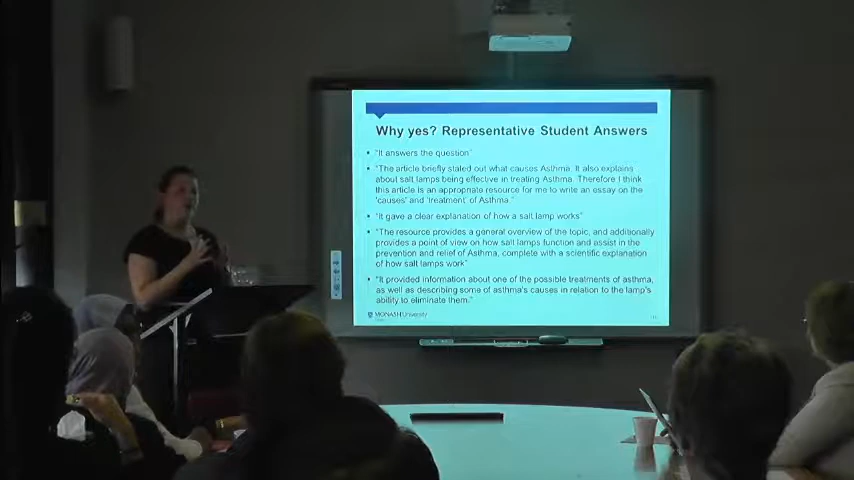 Why yes? Representative Student Answers
• "It answers the question"
• "The article briefly stated out what causes Asthma. It also explains
about salt lamps being effective in treating Asthma. Therefore I think
this article is an appropriate resource for me to write an essay on the
'causes' and 'treatment' of Asthma."
• "It gave a clear explanation of how a salt lamp works"
• "The resource provides a general overview of the topic, and additionally
provides a point of view on how salt lamps function and assist in the
prevention and relief of Asthma, complete with a scientific explanation
of how salt lamps work"
• "It provided information about one of the possible treatments of asthma,
as well as describing some of asthma's causes in relation to the lamp's
ability to eliminate them."
MONASH University